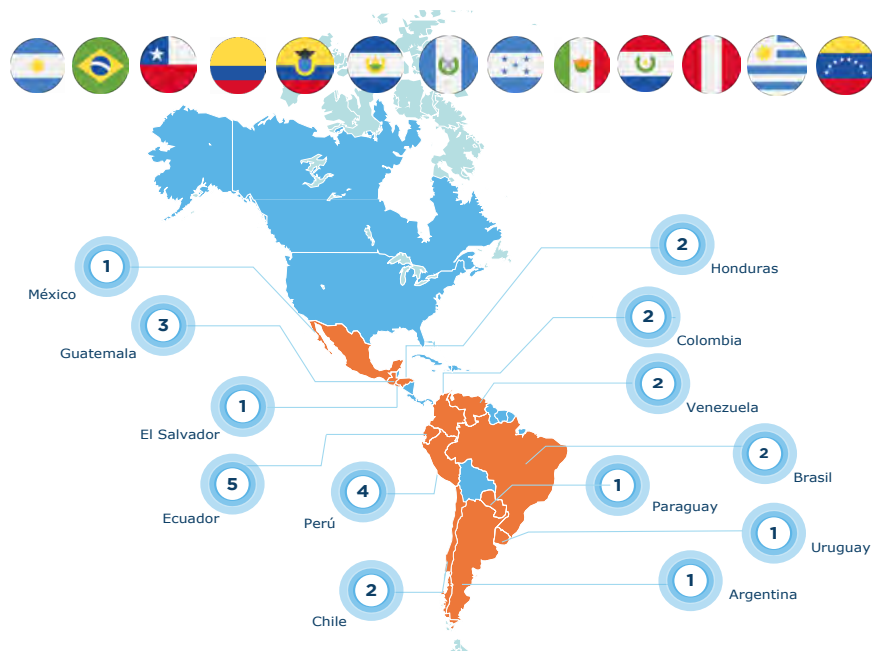 2
Honduras
1
México
3
Guatemala
2
Colombia
2
Venezuela
1
El Salvador
2
Brasil
5
Ecuador
4
Perú
1
Paraguay
1
Uruguay
2
Chile
1
Argentina